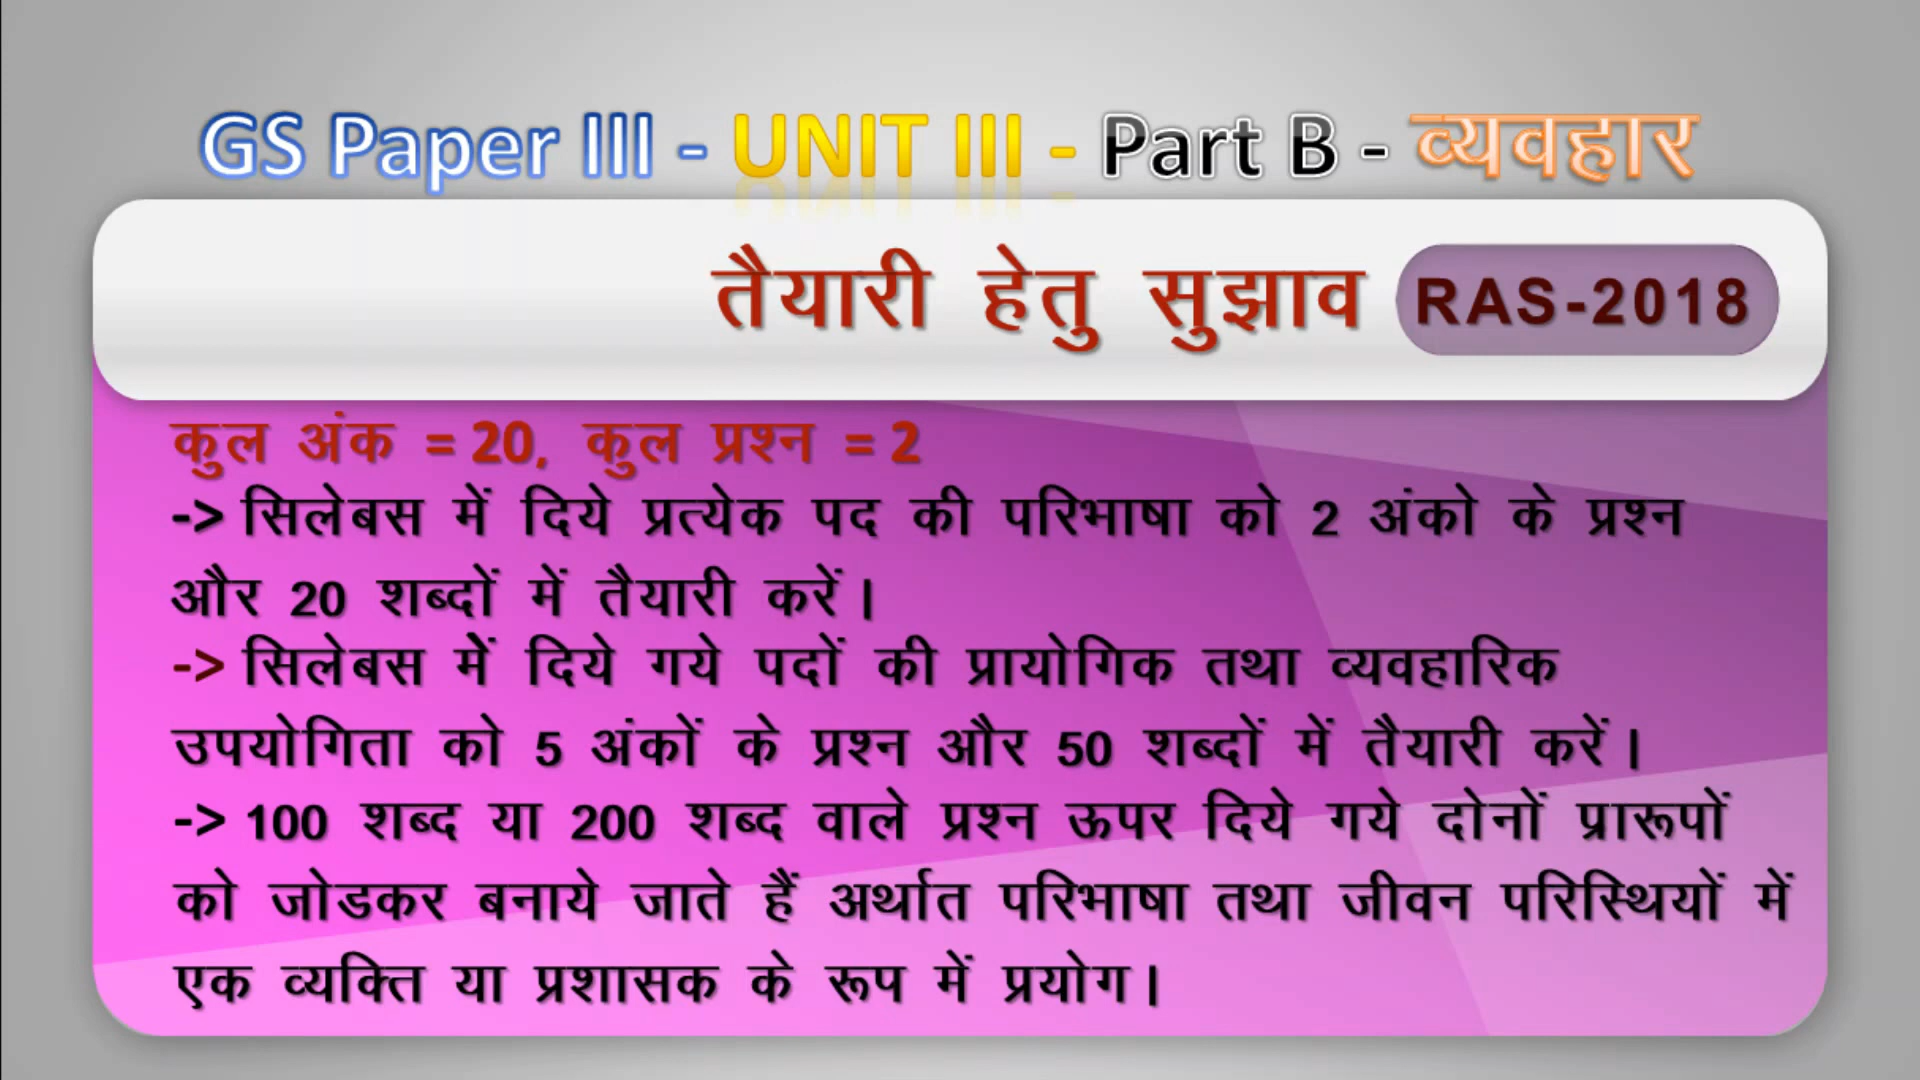 GS Paper III - UNIT III - Part B - व्यवहार
तैयारी हेतु सुझाव RAS-2018
कुल अंक = 20, कुल प्रश्न = 2
-> सिलेबस में दिये प्रत्येक पद की परिभाषा को 2 अंको के प्रश्न
और 20 शब्दों में तैयारी करें।
-> सिलेबस में दिये गये पदों की प्रायोगिक तथा व्यवहारिक
उपयोगिता को 5 अंकों के प्रश्न और 50 शब्दों में तैयारी करें।
-> 100 शब्द या 200 शब्द वाले प्रश्न ऊपर दिये गये दोनों प्रारूपों
को जोडकर बनाये जाते हैं अर्थात परिभाषा तथा जीवन परिस्थियों में
एक व्यक्ति या प्रशासक के रूप में प्रयोग।